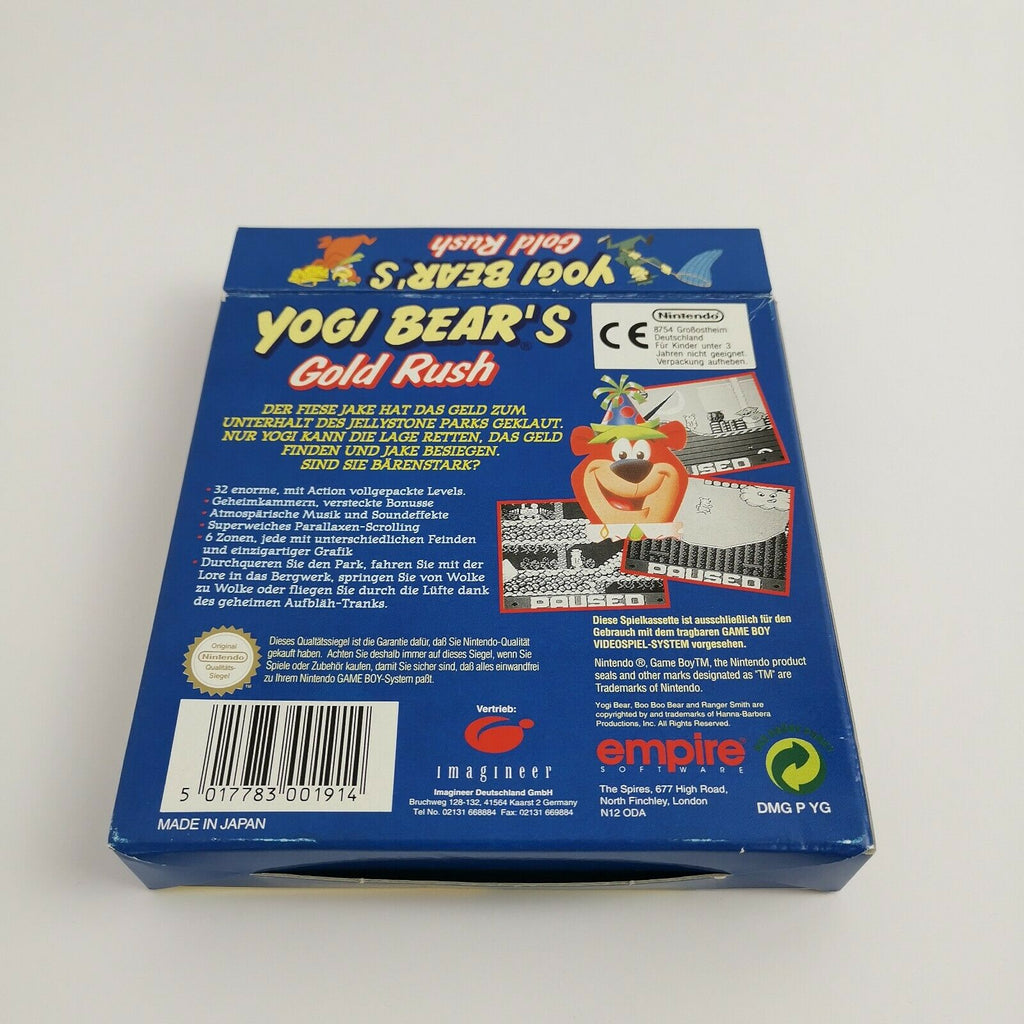 Gold Rush
YOGI BEAR'S
YOGI BEAR'S
Gold Rush
Nintendo
CE
8754 Großostheim
Deutschland
Für Kinder unter 3
Jahren nicht geeignet.
Verpackung aufheben.
DER FIESE JAKE HAT DAS GELD ZUM
UNTERHALT DES JELLYSTONE PARKS GEKLAUT.
NUR YOGI KANN DIE LAGE RETTEN, DAS GELD
FINDEN UND JAKE BESIEGEN.
SIND SIE BÄRENSTARK?
· 32 enorme, mit Action vollgepackte Levels.
· Geheimkammern, versteckte Bonusse
· Atmospärische Musik und Soundeffekte
· Superweiches Parallaxen-Scrolling
· 6 Zonen, jede mit unterschiedlichen Feinden
und einzigartiger Grafik
· Durchqueren Sie den Park, fahren Sie mit der
Lore in das Bergwerk, springen Sie von Wolke
zu Wolke oder fliegen Sie durch die Lüfte dank
des geheimen Aufbläh-Tranks.
PAUSED
PAUSED
Original
Nintendo
Qualitäts-
Siegel
TM
Dieses Qualtätssiegel ist die Garantie dafür, daß Sie Nintendo-Qualität
gekauft haben. Achten Sie deshalb immer auf dieses Siegel, wenn Sie
Spiele oder Zubehör kaufen, damit Sie sicher sind, daß alles einwandfrei
zu Ihrem Nintendo GAME BOY-System paßt.
Diese Spielkassette ist ausschließlich für den
Gebrauch mit dem tragbaren GAME BOY
VIDEOSPIEL-SYSTEM vorgesehen.
Nintendo ®, Game BoyTM, the Nintendo product
seals and other marks designated as "TM" are
Trademarks of Nintendo.
Yogi Bear, Boo Boo Bear and Ranger Smith are
copyrighted by and trademarks of Hanna-Barbera
Productions, Inc. All Rights Reserved.
5 017783 001914
MADE IN JAPAN
Vertrieb:
imagineer
Imagineer Deutschland GmbH
Bruchweg 128-132, 41564 Kaarst 2 Germany
Tel No. 02131 668884 Fax: 02131 669884
empire
SOFTWARE
The Spires, 677 High Road,
North Finchley, London
N12 ODA
DMG P YG